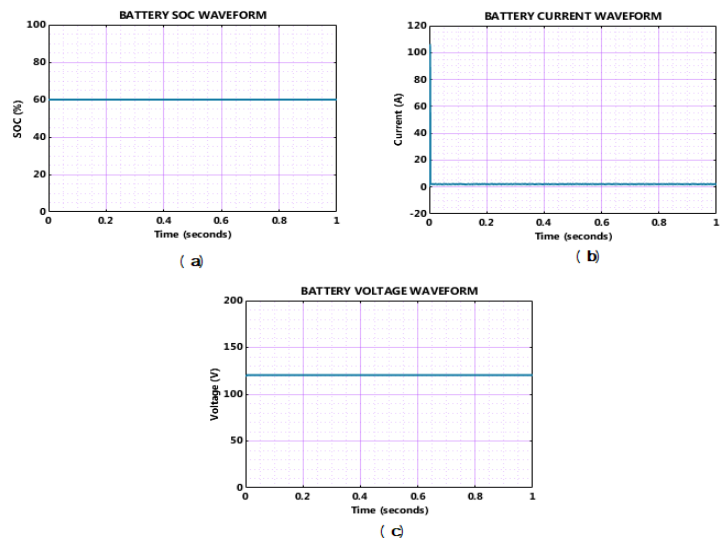 BATTERY SOC WAVEFORM
100
80
60
40
20
0
SOC (%)
0 0.2 0.4 0.6 0.8 1
Time (seconds)
( a)
BATTERY CURRENT WAVEFORM
120
100
80
60
40
20
0
-20
Current (A)
0 0.2 0.4 0.6 0.8 1
Time (seconds)
( b)
BATTERY VOLTAGE WAVEFORM
200
150
100
50
0
Voltage (V)
0 0.2 0.4 0.6 0.8 1
Time (seconds)
( c)